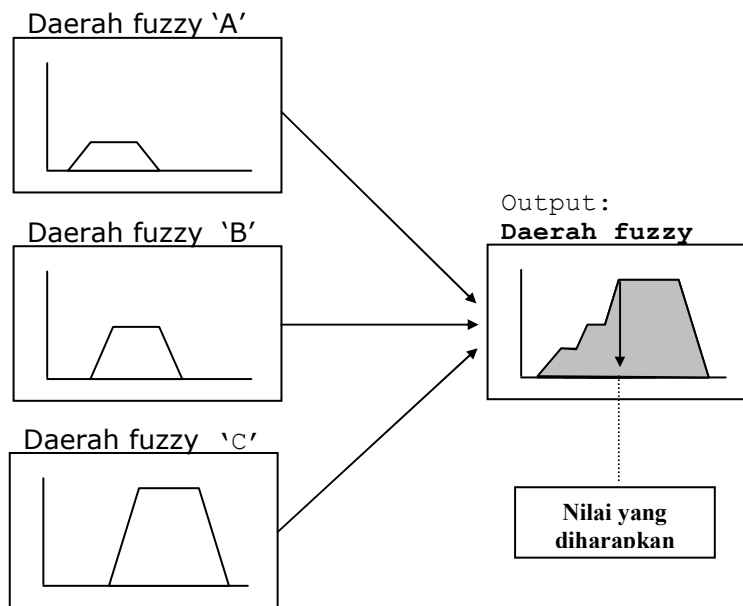 Daerah fuzzy ‘A’
Daerah fuzzy ‘B’
Daerah fuzzy ‘C’
Output:
Daerah fuzzy
Nilai yang
diharapkan